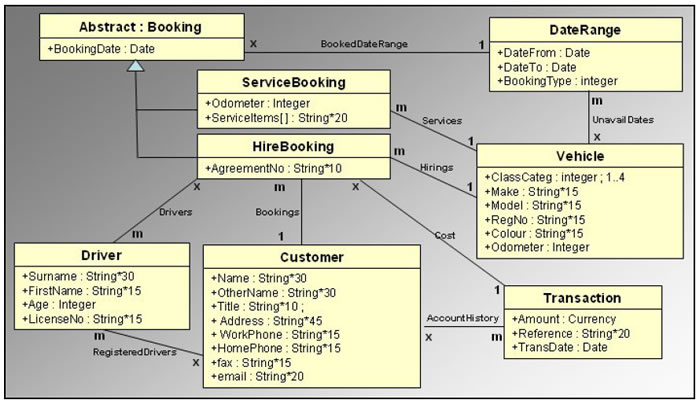 Abstract : Booking
+BookingDate : Date
x
BookedDateRange
1
DateRange
+DateFrom : Date
+DateTo : Date
+BookingType : integer
m
UnavailDates
x
ServiceBooking
+Odometer : Integer
+ServiceItems[] : String*20
m
Services
1
HireBooking
+AgreementNo : String*10
m
Hirings
1
Vehicle
+ClassCateg : integer ; 1..4
+Make : String*15
+Model : String*15
+RegNo : String*15
+Colour : String*15
+Odometer : Integer
x
Drivers
m
m
Bookings
1
x
Cost
1
Driver
+Surname : String*30
+FirstName : String*15
+Age : Integer
+LicenseNo : String*15
m
RegisteredDrivers
x
Customer
+Name : String*30
+OtherName : String*30
+Title : String*10 ;
+ Address : String*45
+ WorkPhone : String*15
+HomePhone : String*15
+fax : String*15
+email : String*20
AccountHistory
x
m
Transaction
+Amount : Currency
+Reference : String*20
+TransDate : Date